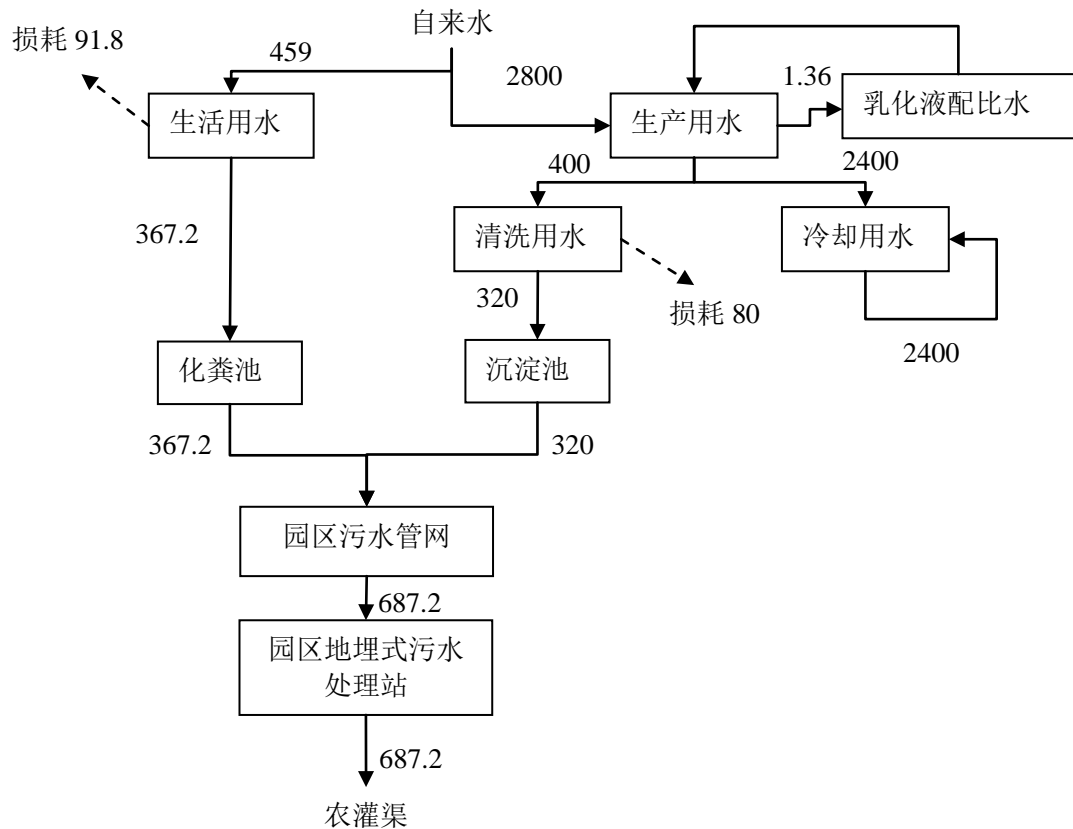 自来水
损耗 91.8
459
2800
1.36
乳化液配比水
生活用水
生产用水
400
2400
367.2
清洗用水
冷却用水
320
损耗 80
2400
化粪池
沉淀池
367.2
320
园区污水管网
687.2
园区地埋式污水
处理站
687.2
农灌渠